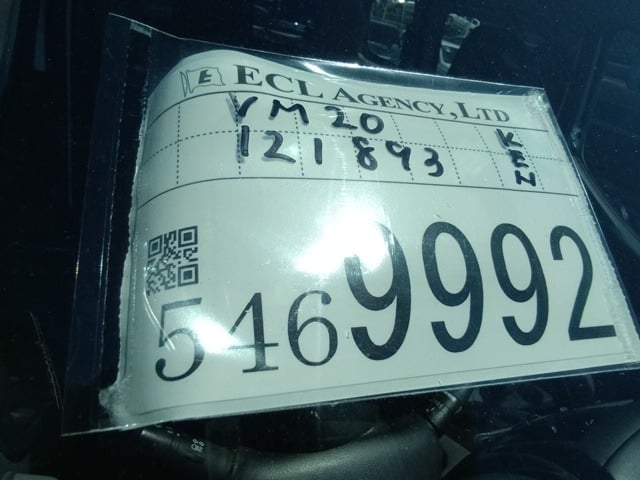 E ECL AGENCY,LTD
VM20
121893
KEN
5469992